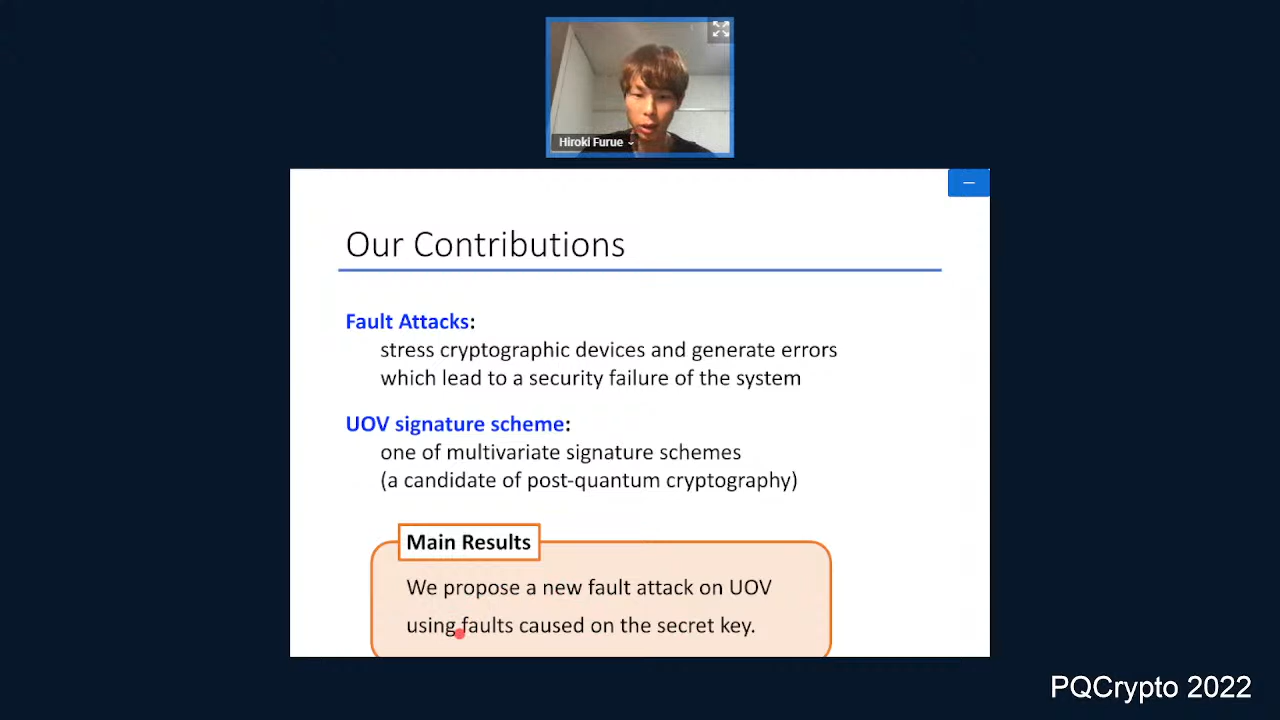 Hiroki Furue
Our Contributions
Fault Attacks:
stress cryptographic devices and generate errors
which lead to a security failure of the system
UOV signature scheme:
one of multivariate signature schemes
(a candidate of post-quantum cryptography)
Main Results
We propose a new fault attack on UOV
using faults caused on the secret key.
PQCrypto 2022